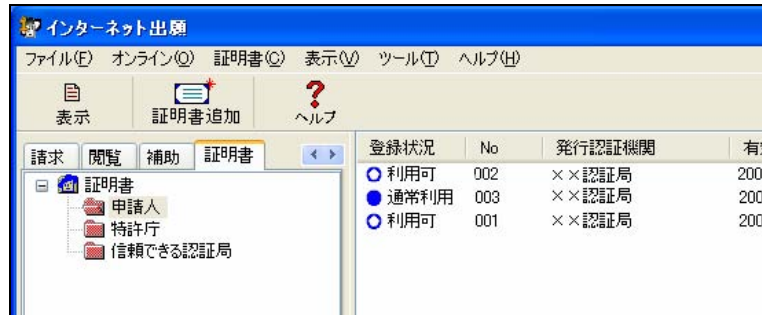 インターネット出願
ファイル(F) オンライン(O) 証明書(C) 表示(V) ツール(T) ヘルプ(H)
表示 証明書追加 ヘルプ
請求 閲覧 補助 証明書
証明書
申請人
特許庁
信頼できる認証局
登録状況 No 発行認証機関 有
利用可 002 ××認証局 200
通常利用 003 ××認証局 200
利用可 001 ××認証局 200